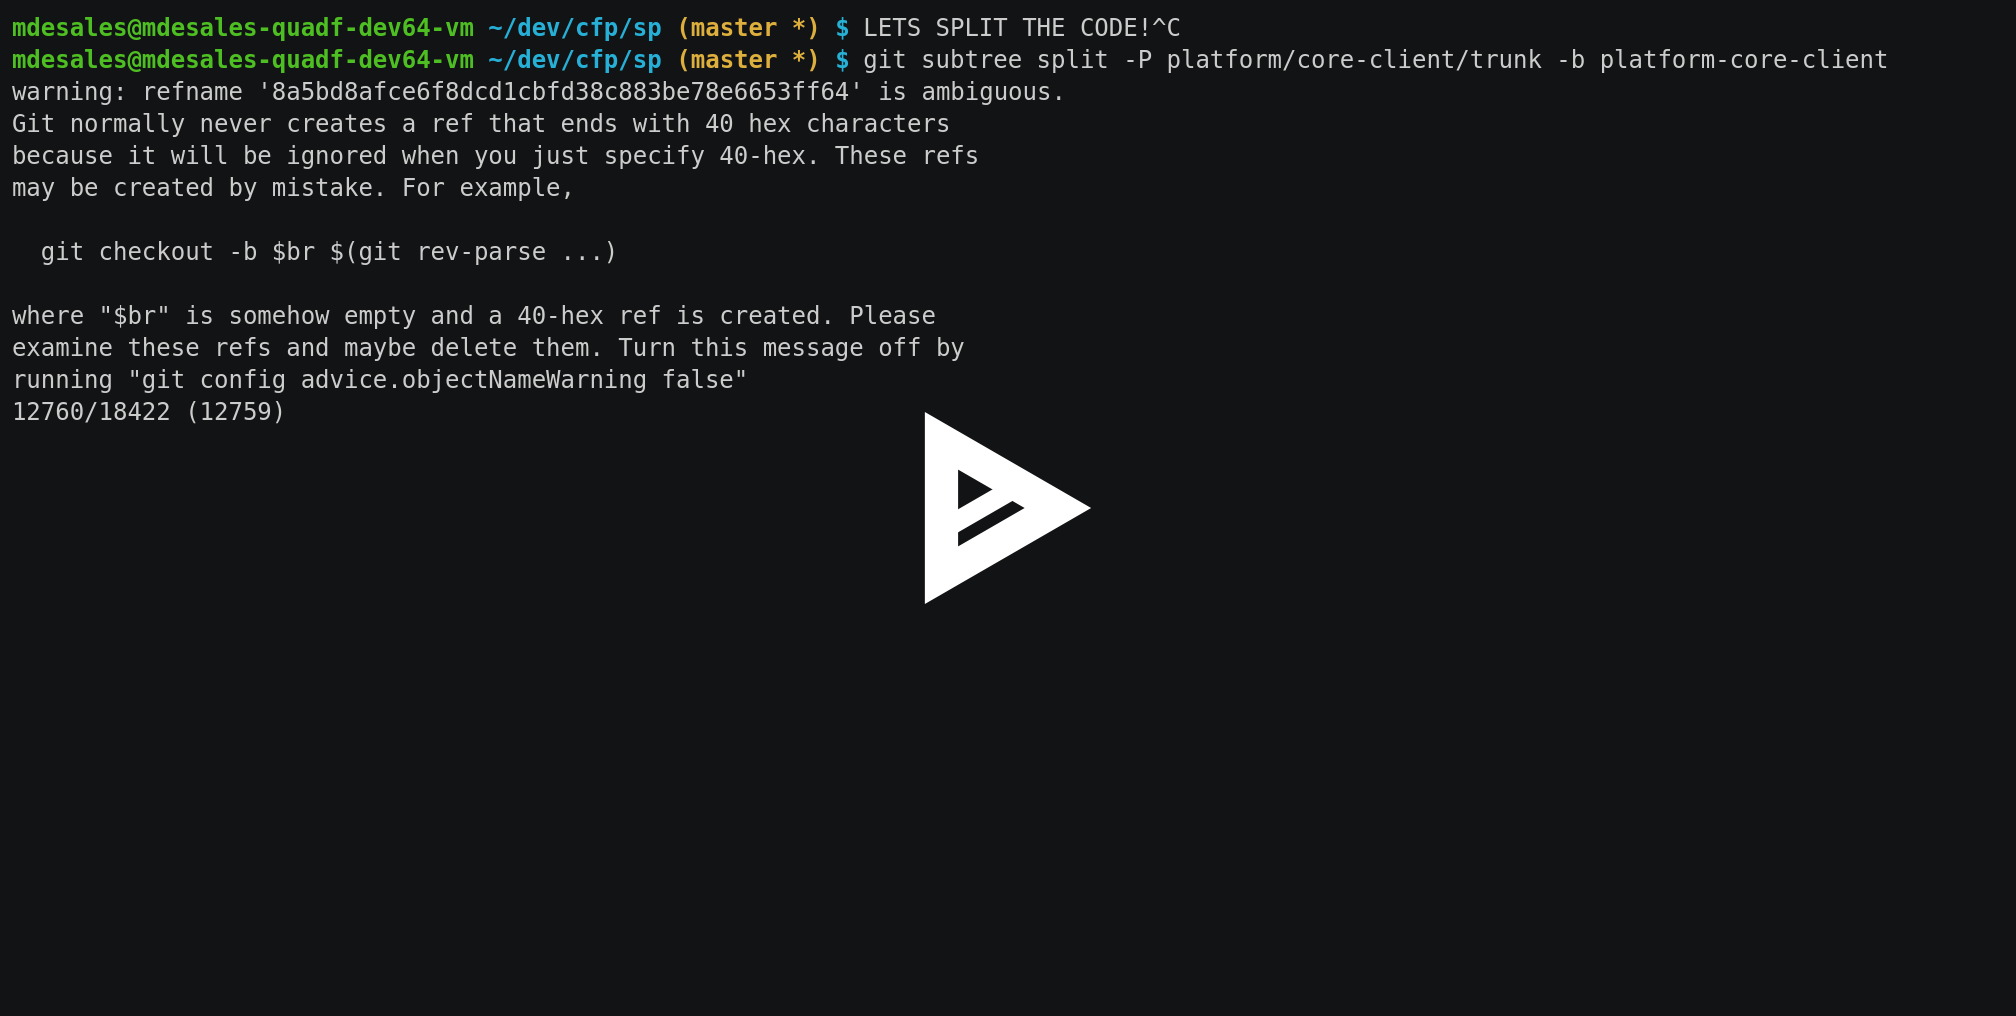 mdesales@mdesales-quadf-dev64-vm ~/dev/cfp/sp (master *) $ LETS SPLIT THE CODE!^C
mdesales@mdesales-quadf-dev64-vm ~/dev/cfp/sp (master *) $ git subtree split -P platform/core-client/trunk -b platform-core-client
warning: refname '8a5bd8afce6f8dcd1cbfd38c883be78e6653ff64' is ambiguous.
Git normally never creates a ref that ends with 40 hex characters
because it will be ignored when you just specify 40-hex. These refs
may be created by mistake. For example,

  git checkout -b $br $(git rev-parse ...)

where "$br" is somehow empty and a 40-hex ref is created. Please
examine these refs and maybe delete them. Turn this message off by
running "git config advice.objectNameWarning false"
12760/18422 (12759)